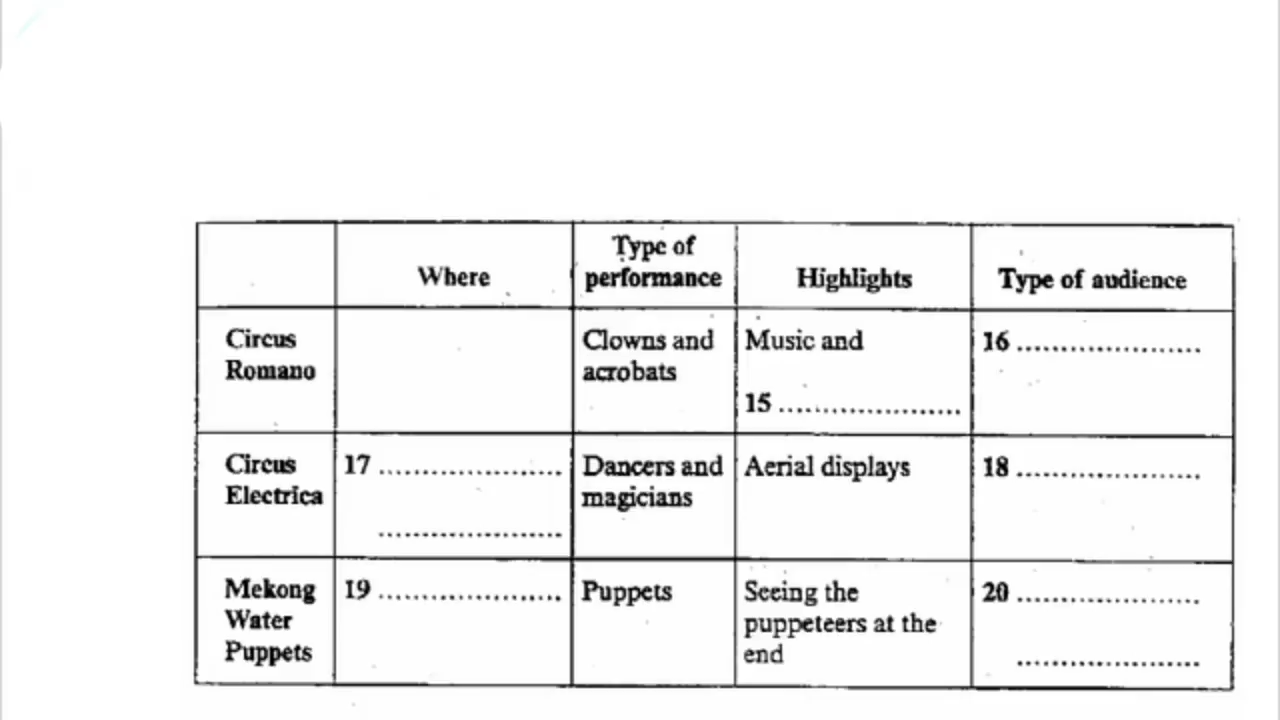 Where
Type of
performance
Highlights
Type of audience
Circus
Romano
Clowns and
acrobats
Music and
15 ......................
16 ......................
Circus
Electrica
17 ......................
......................
Dancers and
magicians
Aerial displays
18 ......................
Mekong
Water
Puppets
19 ......................
Puppets
Seeing the
puppeteers at the
end
20 ......................
......................